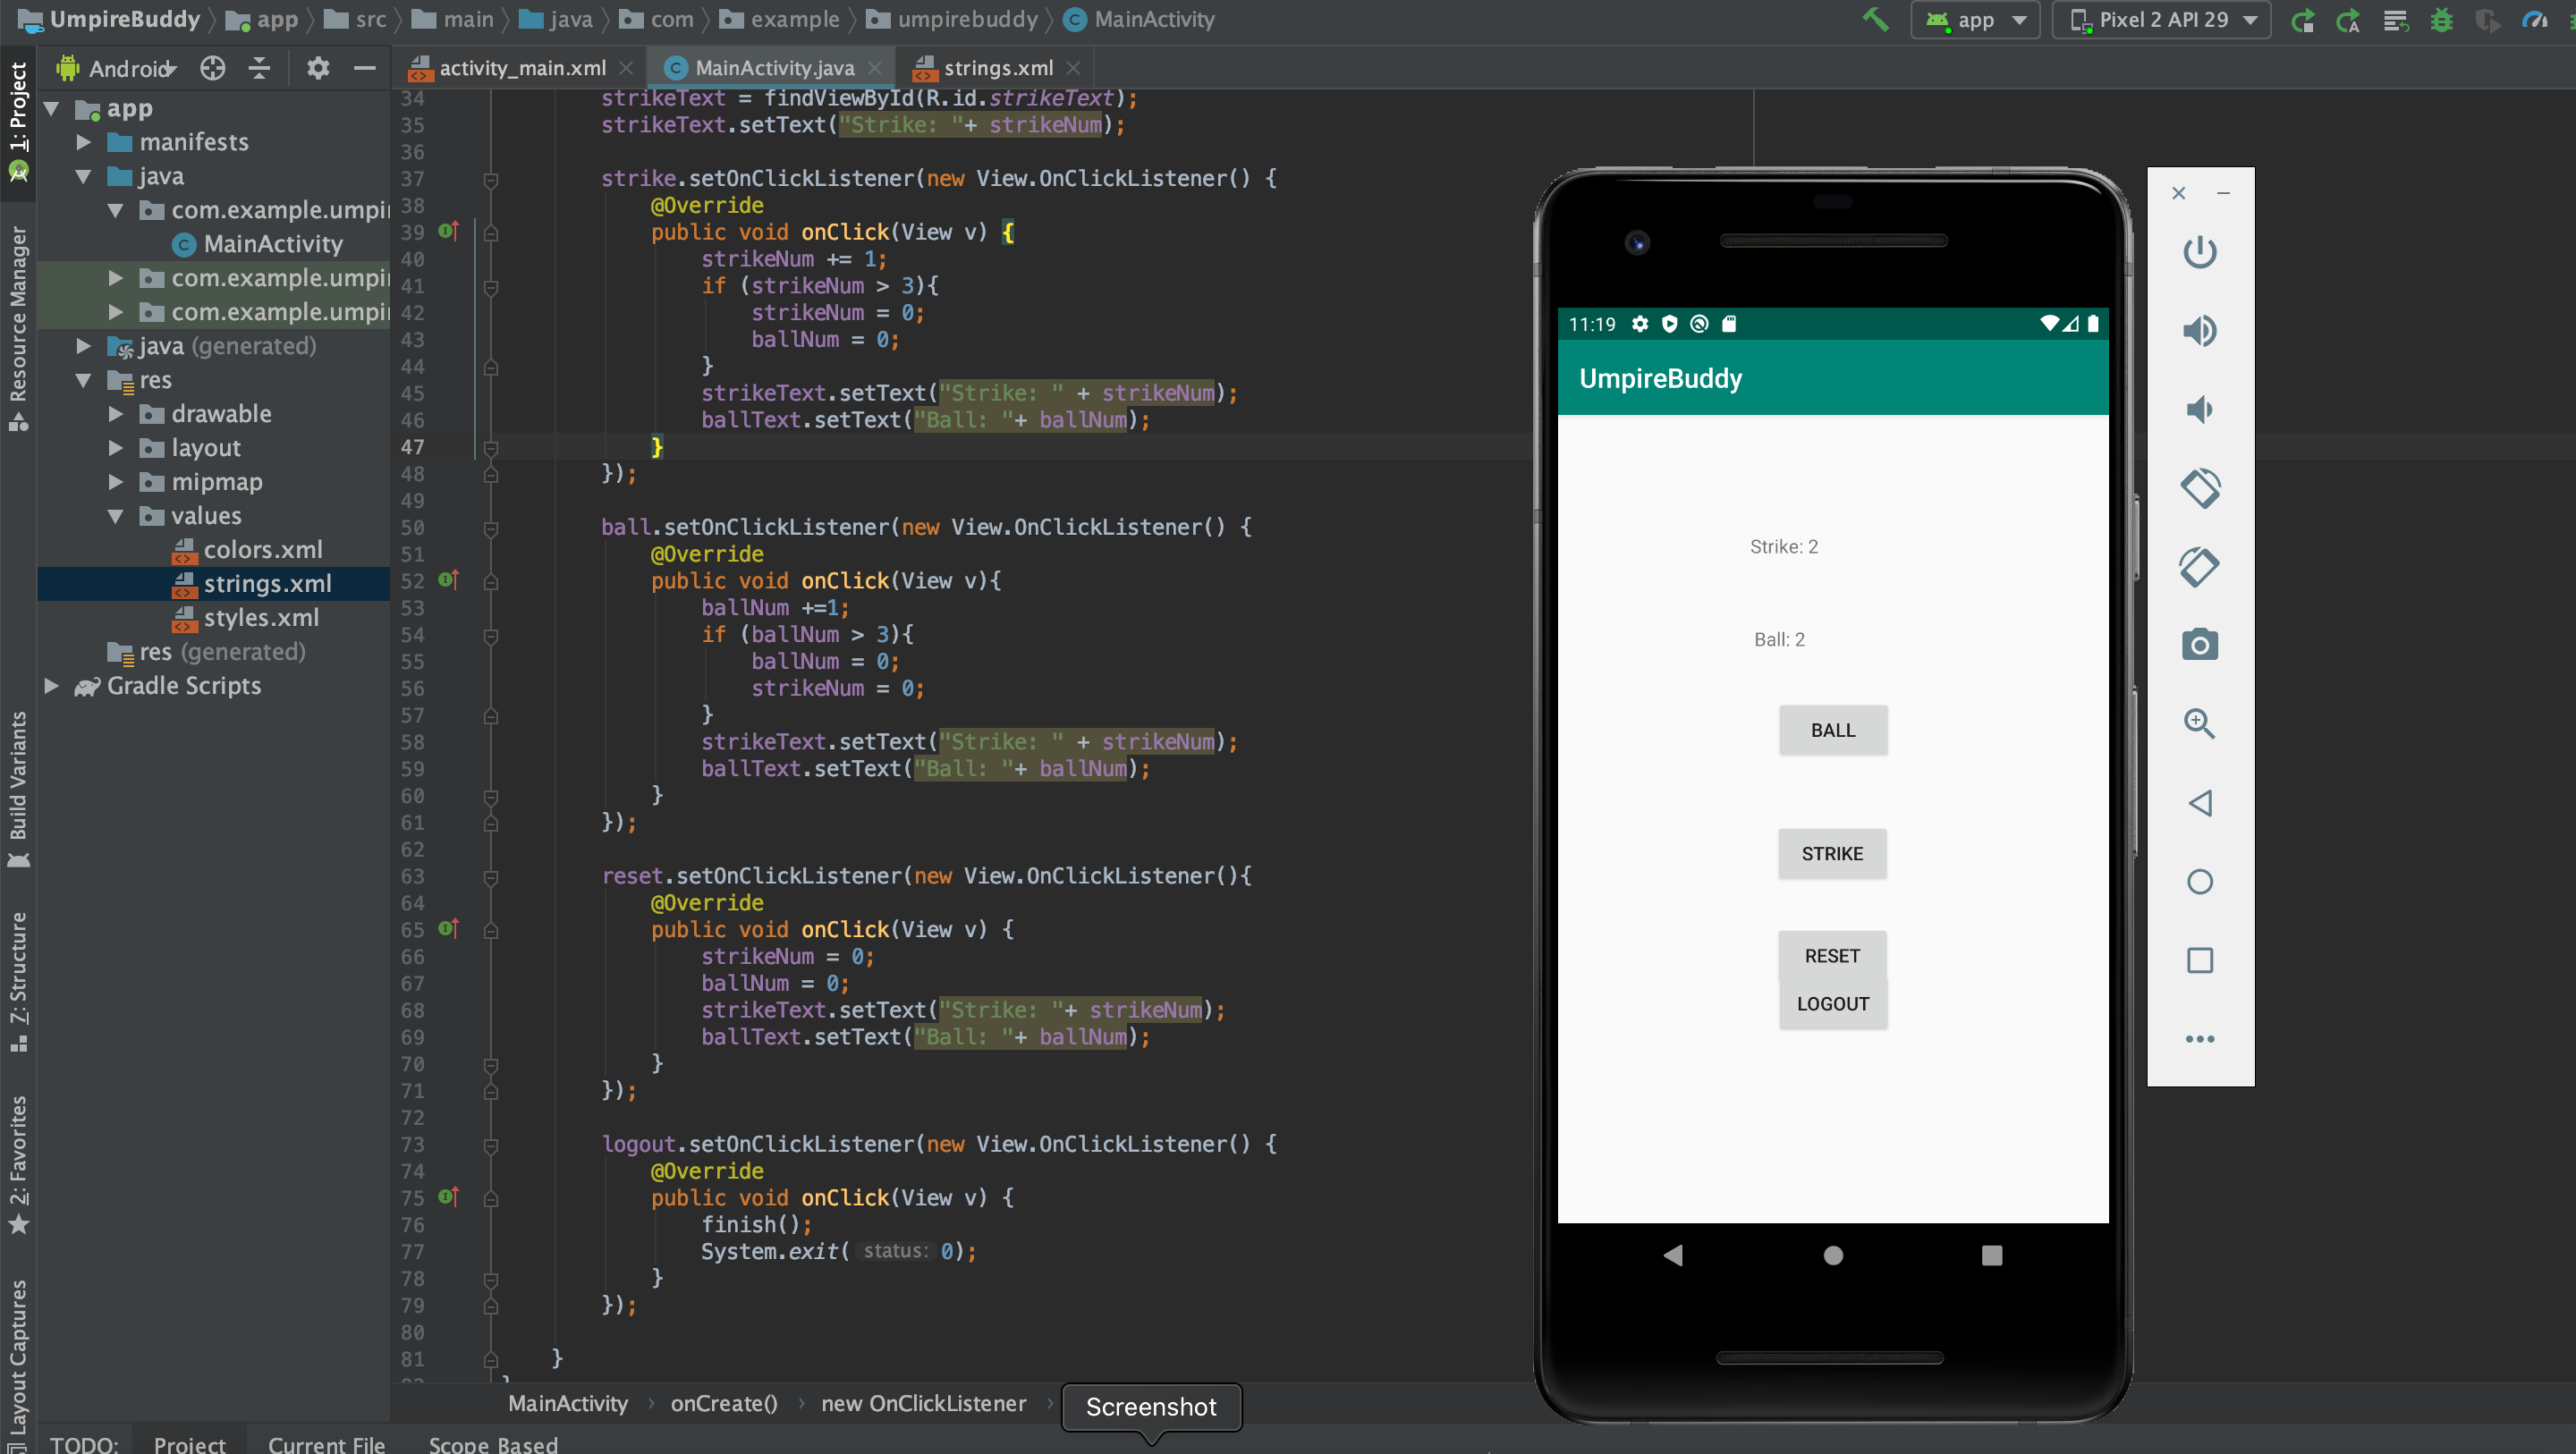 UmpireBuddy app src main java com example umpirebuddy MainActivity app Pixel 2 API 29
Android activity_main.xml MainActivity.java strings.xml
1: Project
Resource Manager
Build Variants
7: Structure
2: Favorites
Layout Captures
app
manifests
java
com.example.umpi
MainActivity
com.example.umpi
com.example.umpi
java (generated)
res
drawable
layout
mipmap
values
colors.xml
strings.xml
styles.xml
res (generated)
Gradle Scripts
34 strikeText = findViewById(R.id.strikeText);
35 strikeText.setText("Strike: "+ strikeNum);
36
37 strike.setOnClickListener(new View.OnClickListener() {
38 @Override
39 public void onClick(View v) {
40 strikeNum += 1;
41 if (strikeNum > 3){
42 strikeNum = 0;
43 ballNum = 0;
44 }
45 strikeText.setText("Strike: " + strikeNum);
46 ballText.setText("Ball: "+ ballNum);
47 }
48 });
49
50 ball.setOnClickListener(new View.OnClickListener() {
51 @Override
52 public void onClick(View v){
53 ballNum +=1;
54 if (ballNum > 3){
55 ballNum = 0;
56 strikeNum = 0;
57 }
58 strikeText.setText("Strike: " + strikeNum);
59 ballText.setText("Ball: "+ ballNum);
60 }
61 });
62
63 reset.setOnClickListener(new View.OnClickListener(){
64 @Override
65 public void onClick(View v) {
66 strikeNum = 0;
67 ballNum = 0;
68 strikeText.setText("Strike: "+ strikeNum);
69 ballText.setText("Ball: "+ ballNum);
70 }
71 });
72
73 logout.setOnClickListener(new View.OnClickListener() {
74 @Override
75 public void onClick(View v) {
76 finish();
77 System.exit( status: 0);
78 }
79 });
80
81 }
MainActivity › onCreate() › new OnClickListener ›
Screenshot
TODO: Project Current File Scope Based
11:19
UmpireBuddy
Strike: 2
Ball: 2
BALL
STRIKE
RESET
LOGOUT